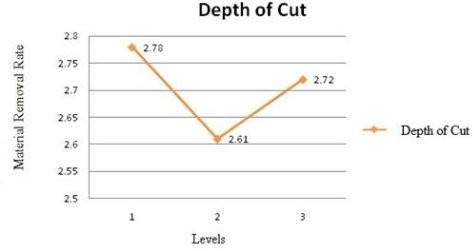 Depth of Cut
Material Removal Rate
2.8
2.75
2.7
2.65
2.6
2.55
2.5
2.78
2.61
2.72
1 2 3
Levels
Depth of Cut